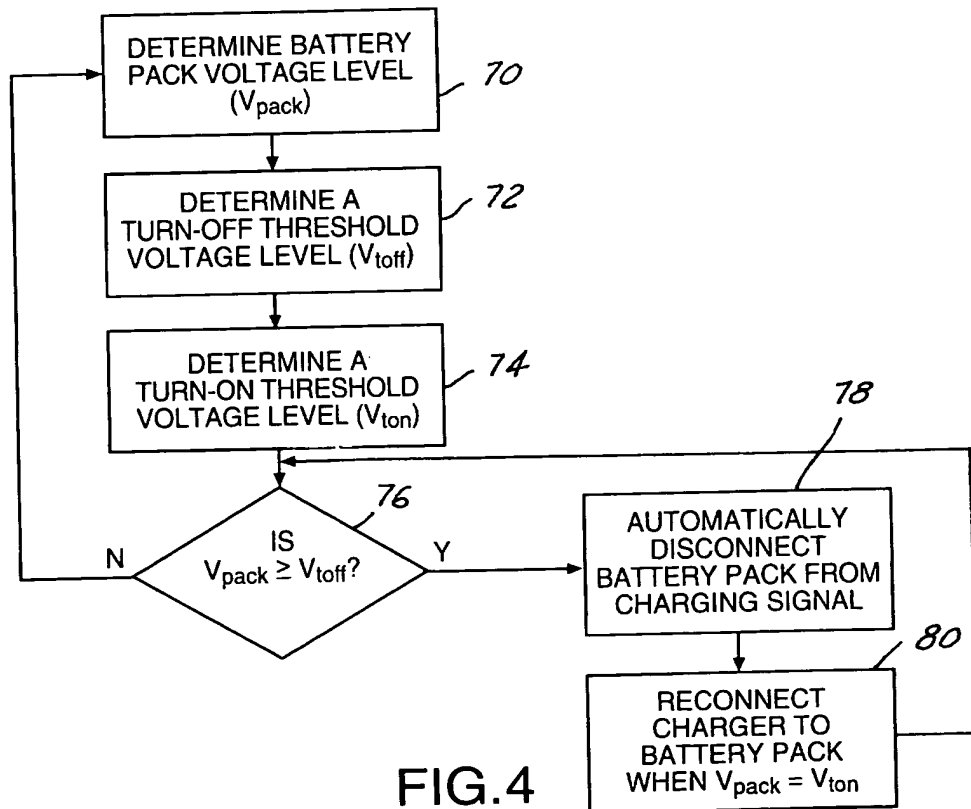 DETERMINE BATTERY
PACK VOLTAGE LEVEL
(Vpack)
70
DETERMINE A
TURN-OFF THRESHOLD
VOLTAGE LEVEL (Vtoff)
72
DETERMINE A
TURN-ON THRESHOLD
VOLTAGE LEVEL (Vton)
74
76
IS
Vpack ≥ Vtoff?
N
Y
78
AUTOMATICALLY
DISCONNECT
BATTERY PACK FROM
CHARGING SIGNAL
80
RECONNECT
CHARGER TO
BATTERY PACK
WHEN Vpack = Vton
FIG.4